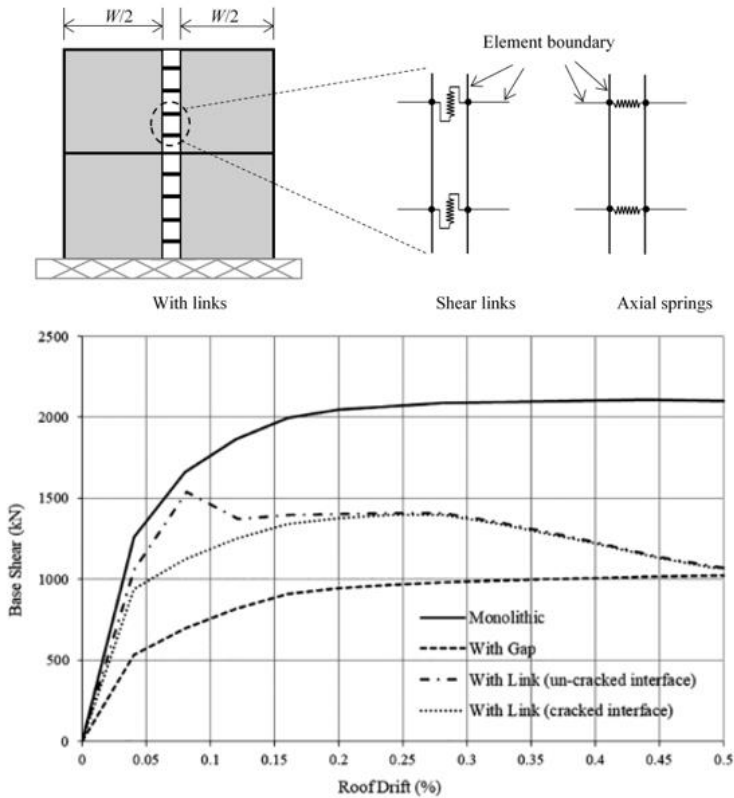 W/2 W/2
Element boundary
With links Shear links Axial springs
2500
2000
1500
1000
500
0
Base Shear (kN)
Monolithic
With Gap
With Link (un-cracked interface)
With Link (cracked interface)
0 0.05 0.1 0.15 0.2 0.25 0.3 0.35 0.4 0.45 0.5
Roof Drift (%)